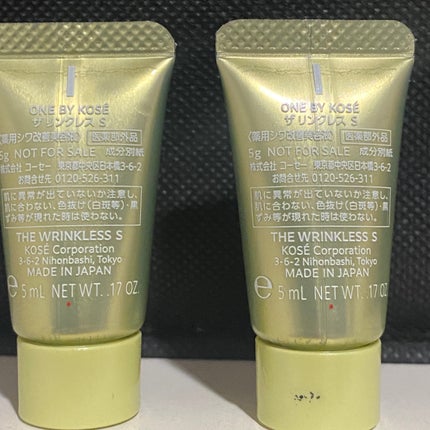 ONE BY KOSÉ
ザ リンクレス S
〈薬用シワ改善美容液〉 医薬部外品
5g NOT FOR SALE 成分別紙
株式会社 コーセー 東京都中央区日本橋3-6-2
お問合せ先 0120-526-311
肌に異常が出ていないか注意し、
肌に合わない、色抜け(白斑等)・黒
ずみ等が現れた時は使わない。
THE WRINKLESS S
KOSÉ Corporation
3-6-2 Nihonbashi, Tokyo
MADE IN JAPAN
e 5 mL NET WT. .17 OZ.
ONE BY KOSÉ
ザ リンクレス S
〈薬用シワ改善美容液〉 医薬部外品
5g NOT FOR SALE 成分別紙
株式会社 コーセー 東京都中央区日本橋3-6-2
お問合せ先 0120-526-311
肌に異常が出ていないか注意し、
肌に合わない、色抜け(白斑等)・黒
ずみ等が現れた時は使わない。
THE WRINKLESS S
KOSÉ Corporation
3-6-2 Nihonbashi, Tokyo
MADE IN JAPAN
e 5 mL NET WT. .17 OZ.